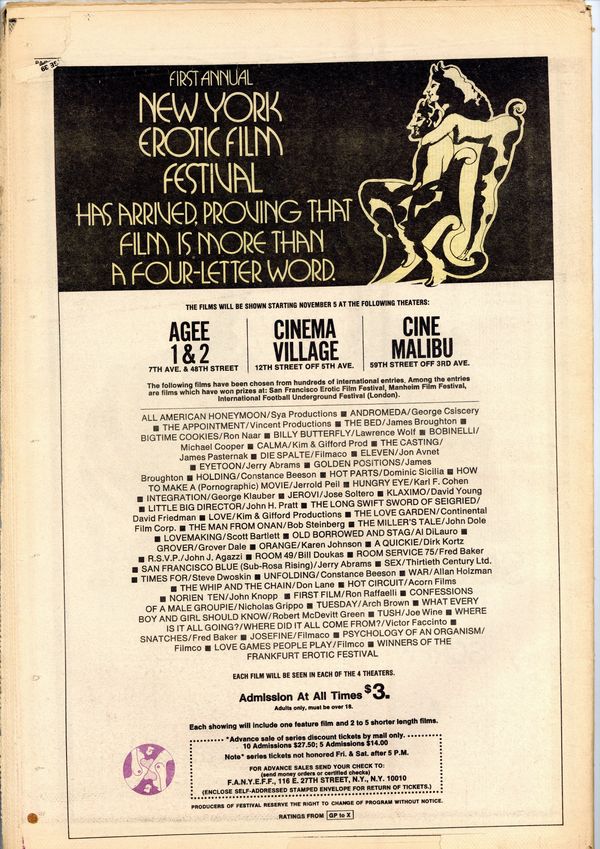 FIRST ANNUAL
NEW YORK
EROTIC FILM
FESTIVAL
HAS ARRIVED, PROVING THAT
FILM IS MORE THAN
A FOUR-LETTER WORD.
THE FILMS WILL BE SHOWN STARTING NOVEMBER 5 AT THE FOLLOWING THEATERS:
AGEE
1 & 2
7TH AVE. & 48TH STREET
CINEMA
VILLAGE
12TH STREET OFF 5TH AVE.
CINE
MALIBU
59TH STREET OFF 3RD AVE.
The following films have been chosen from hundreds of international entries. Among the entries
are films which have won prizes at: San Francisco Erotic Film Festival, Manheim Film Festival,
International Football Underground Festival (London).
ALL AMERICAN HONEYMOON/Sya Productions ■ ANDROMEDA/George Csiscery
■ THE APPOINTMENT/Vincent Productions ■ THE BED/James Broughton ■
BIGTIME COOKIES/Ron Naar ■ BILLY BUTTERFLY/Lawrence Wolf ■ BOBINELLI/
Michael Cooper ■ CALMA/Kim & Gifford Prod ■ THE CASTING/
James Pasternak ■ DIE SPALTE/Filmaco ■ ELEVEN/Jon Avnet
■ EYETOON/Jerry Abrams ■ GOLDEN POSITIONS/James
Broughton ■ HOLDING/Constance Beeson ■ HOT PARTS/Dominic Sicilia ■ HOW
TO MAKE A (Pornographic) MOVIE/Jerrold Peil ■ HUNGRY EYE/Karl F. Cohen
■ INTEGRATION/George Klauber ■ JEROVI/Jose Soltero ■ KLAXIMO/David Young
■ LITTLE BIG DIRECTOR/John H. Pratt ■ THE LONG SWIFT SWORD OF SEIGRIED/
David Friedman ■ LOVE/Kim & Gifford Productions ■ THE LOVE GARDEN/Continental
Film Corp. ■ THE MAN FROM ONAN/Bob Steinberg ■ THE MILLER'S TALE/John Dole
■ LOVEMAKING/Scott Bartlett ■ OLD BORROWED AND STAG/Al DiLauro ■
GROVER/Grover Dale ■ ORANGE/Karen Johnson ■ A QUICKIE/Dirk Kortz
■ R.S.V.P./John J. Agazzi ■ ROOM 49/Bill Doukas ■ ROOM SERVICE 75/Fred Baker
■ SAN FRANCISCO BLUE (Sub-Rosa Rising)/Jerry Abrams ■ SEX/Thirtieth Century Ltd.
■ TIMES FOR/Steve Dwoskin ■ UNFOLDING/Constance Beeson ■ WAR/Allan Holzman
■ THE WHIP AND THE CHAIN/Don Lane ■ HOT CIRCUIT/Acorn Films
■ NORIEN TEN/John Knopp ■ FIRST FILM/Ron Raffaelli ■ CONFESSIONS
OF A MALE GROUPIE/Nicholas Grippo ■ TUESDAY/Arch Brown ■ WHAT EVERY
BOY AND GIRL SHOULD KNOW/Robert McDevitt Green ■ TUSH/Joe Wine ■ WHERE
IS IT ALL GOING?/WHERE DID IT ALL COME FROM?/Victor Faccinto ■
SNATCHES/Fred Baker ■ JOSEFINE/Filmaco ■ PSYCHOLOGY OF AN ORGANISM/
Filmco ■ LOVE GAMES PEOPLE PLAY/Filmco ■ WINNERS OF THE
FRANKFURT EROTIC FESTIVAL
EACH FILM WILL BE SEEN IN EACH OF THE 4 THEATERS.
Admission At All Times $3.
Adults only, must be over 18.
Each showing will include one feature film and 2 to 5 shorter length films.
*Advance sale of series discount tickets by mail only.
10 Admissions $27.50; 5 Admissions $14.00
Note* series tickets not honored Fri. & Sat. after 5 P.M.
FOR ADVANCE SALES SEND YOUR CHECK TO:
(send money orders or certified checks)
F.A.N.Y.E.F.F., 116 E. 27TH STREET, N.Y., N.Y. 10010
(ENCLOSE SELF-ADDRESSED STAMPED ENVELOPE FOR RETURN OF TICKETS.)
PRODUCERS OF FESTIVAL RESERVE THE RIGHT TO CHANGE OF PROGRAM WITHOUT NOTICE.
RATINGS FROM GP to X